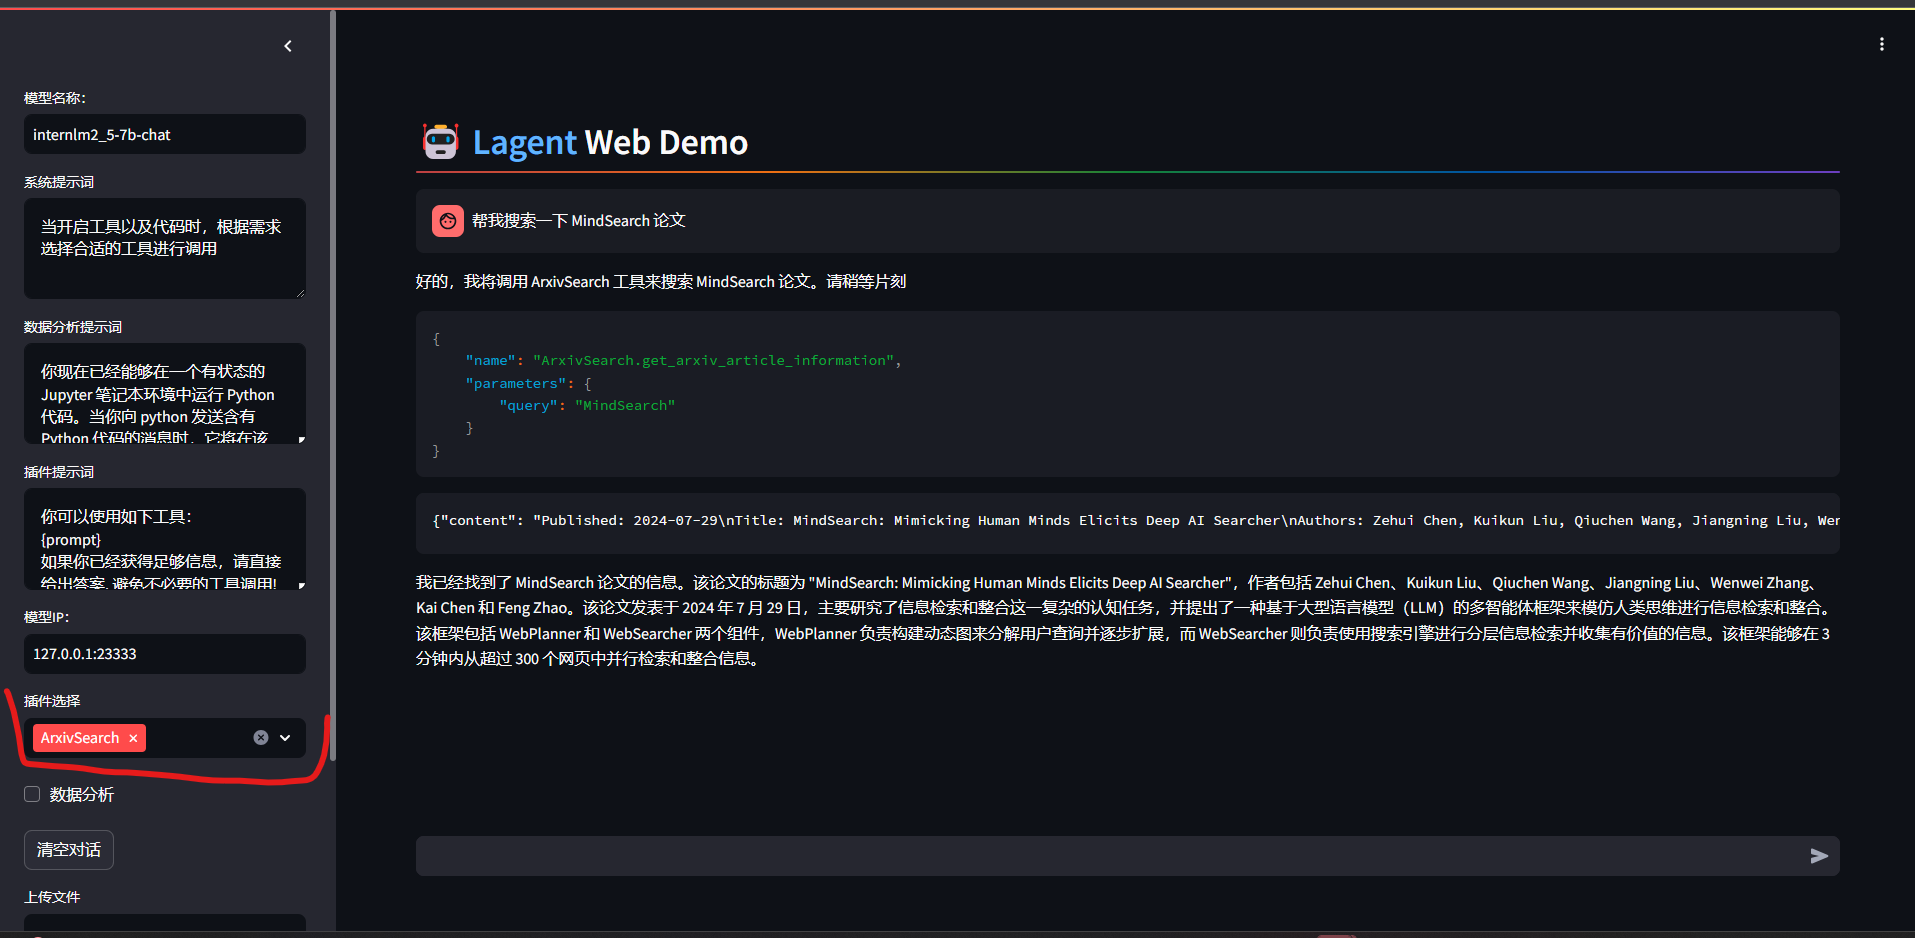 模型名称:
internlm2_5-7b-chat
系统提示词
当开启工具以及代码时，根据需求
选择合适的工具进行调用
数据分析提示词
你现在已经能够在一个有状态的
Jupyter 笔记本环境中运行 Python
代码。当你向 python 发送含有
Python 代码的消息时，它将在该
插件提示词
你可以使用如下工具：
{prompt}
如果你已经获得足够信息，请直接
给出答案. 避免不必要的工具调用!
模型IP：
127.0.0.1:23333
插件选择
ArxivSearch ×
数据分析
清空对话
上传文件
Lagent Web Demo
帮我搜索一下 MindSearch 论文
好的，我将调用 ArxivSearch 工具来搜索 MindSearch 论文。请稍等片刻
{
    "name": "ArxivSearch.get_arxiv_article_information",
    "parameters": {
        "query": "MindSearch"
    }
}
{"content": "Published: 2024-07-29\nTitle: MindSearch: Mimicking Human Minds Elicits Deep AI Searcher\nAuthors: Zehui Chen, Kuikun Liu, Qiuchen Wang, Jiangning Liu, Wen
我已经找到了 MindSearch 论文的信息。该论文的标题为 "MindSearch: Mimicking Human Minds Elicits Deep AI Searcher"，作者包括 Zehui Chen、Kuikun Liu、Qiuchen Wang、Jiangning Liu、Wenwei Zhang、
Kai Chen 和 Feng Zhao。该论文发表于 2024 年 7 月 29 日，主要研究了信息检索和整合这一复杂的认知任务，并提出了一种基于大型语言模型（LLM）的多智能体框架来模仿人类思维进行信息检索和整合。
该框架包括 WebPlanner 和 WebSearcher 两个组件，WebPlanner 负责构建动态图来分解用户查询并逐步扩展，而 WebSearcher 则负责使用搜索引擎进行分层信息检索并收集有价值的信息。该框架能够在 3
分钟内从超过 300 个网页中并行检索和整合信息。